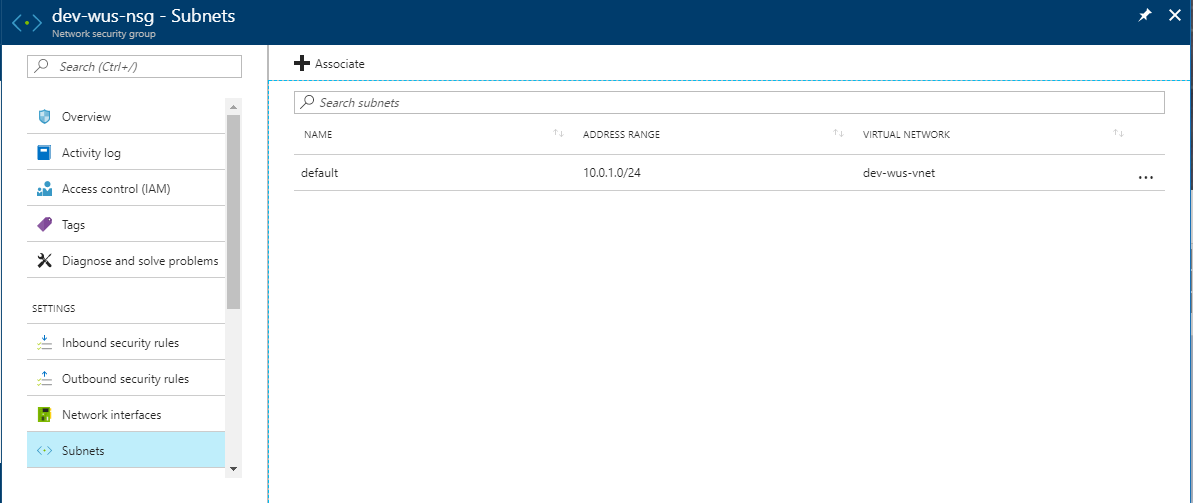 dev-wus-nsg - Subnets
Network security group
Search (Ctrl+/)
Overview
Activity log
Access control (IAM)
Tags
Diagnose and solve problems
SETTINGS
Inbound security rules
Outbound security rules
Network interfaces
Subnets
Associate
Search subnets
NAME ADDRESS RANGE VIRTUAL NETWORK
default 10.0.1.0/24 dev-wus-vnet ...